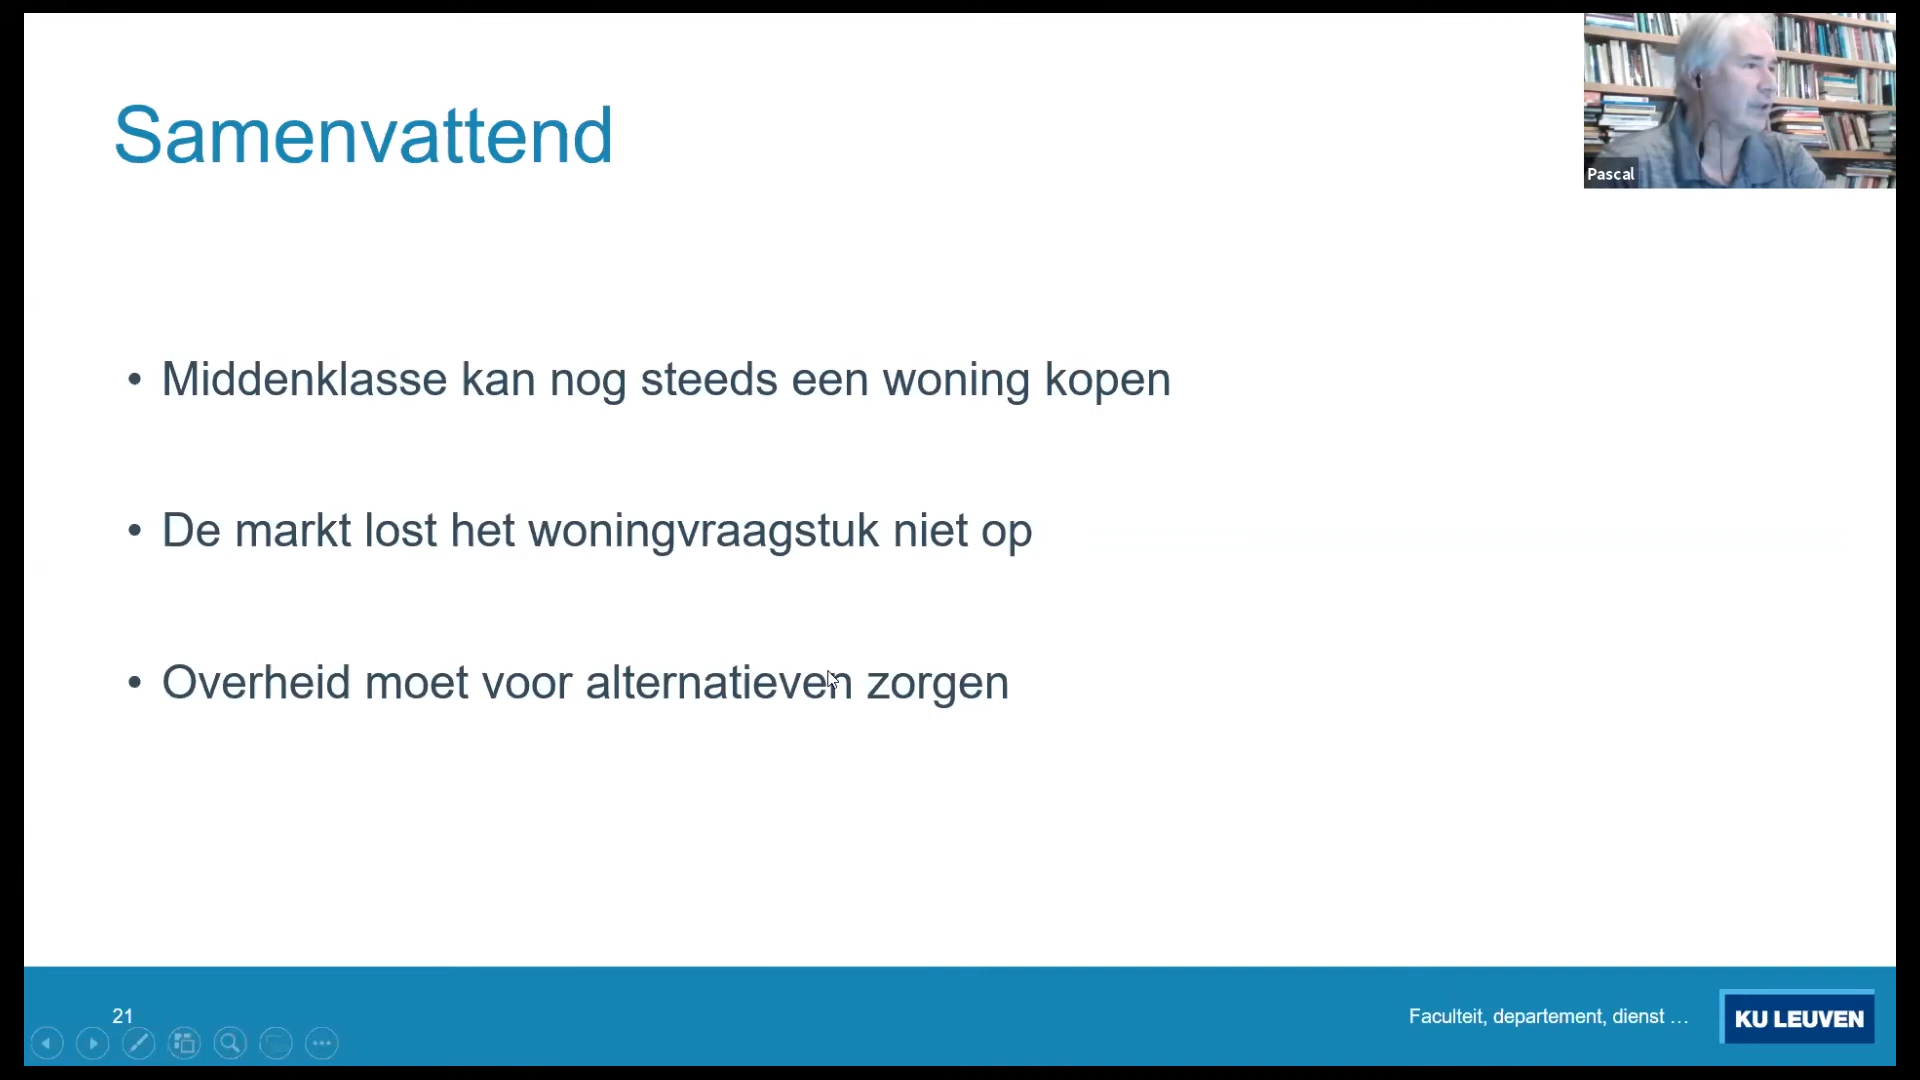 Samenvattend
Pascal
• Middenklasse kan nog steeds een woning kopen
• De markt lost het woningvraagstuk niet op
• Overheid moet voor alternatieven zorgen
21
Faculteit, departement, dienst …
KU LEUVEN